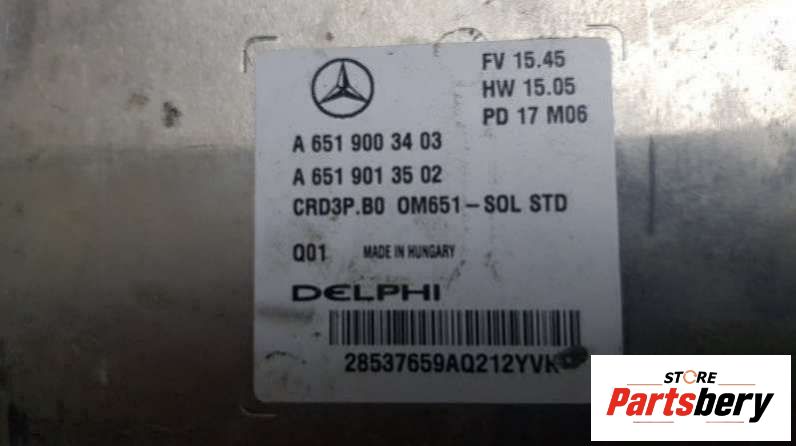 FV 15.45
HW 15.05
PD 17 M06
A 651 900 34 03
A 651 901 35 02
CRD3P.B0 OM651-SOL STD
Q01 MADE IN HUNGARY
DELPHI
28537659AQ212YVK
STORE
Partsbery